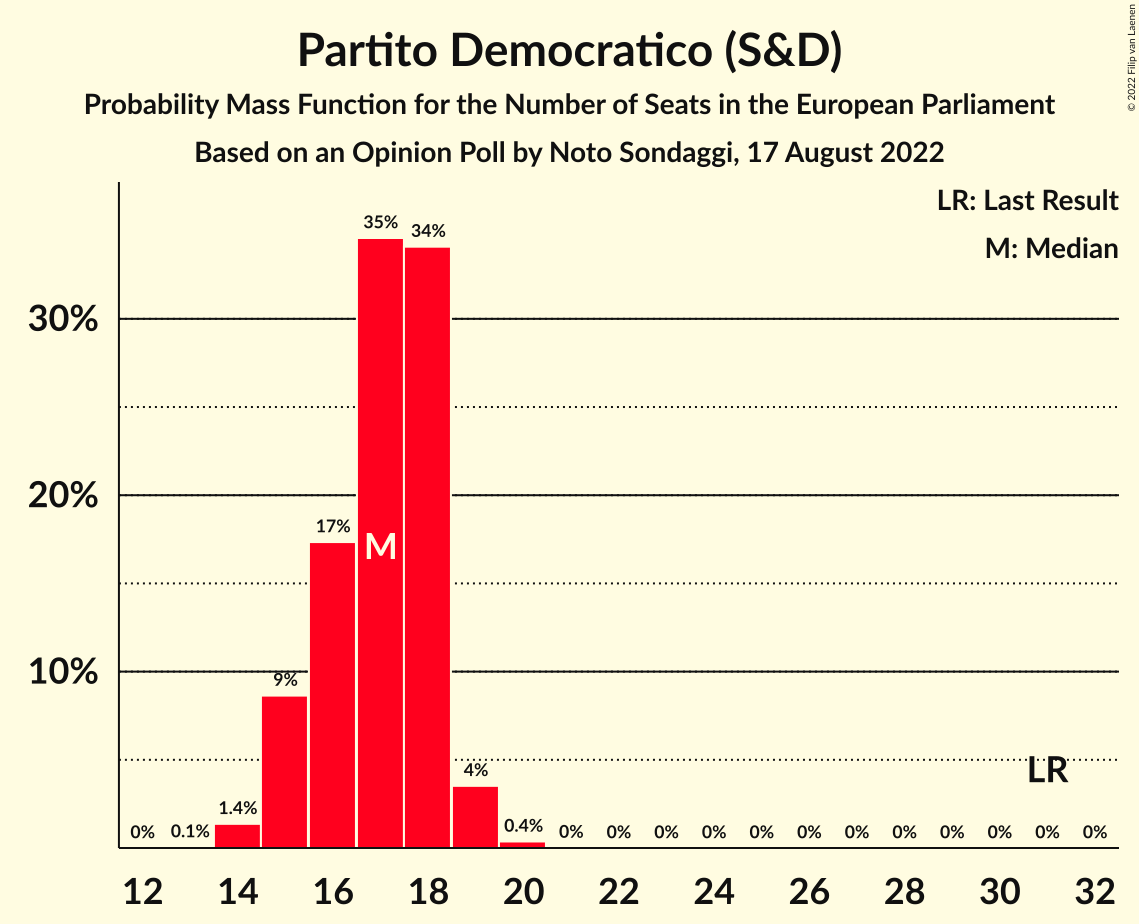 Partito Democratico (S&D)
Probability Mass Function for the Number of Seats in the European Parliament
Based on an Opinion Poll by Noto Sondaggi, 17 August 2022
© 2022 Filip van Laenen
LR: Last Result
M: Median
35%
34%
30%
20%
17%
M
10%
9%
4%
LR
1.4%
0% 0.1% 0.4% 0% 0% 0% 0% 0% 0% 0% 0% 0% 0% 0% 0%
12 14 16 18 20 22 24 26 28 30 32